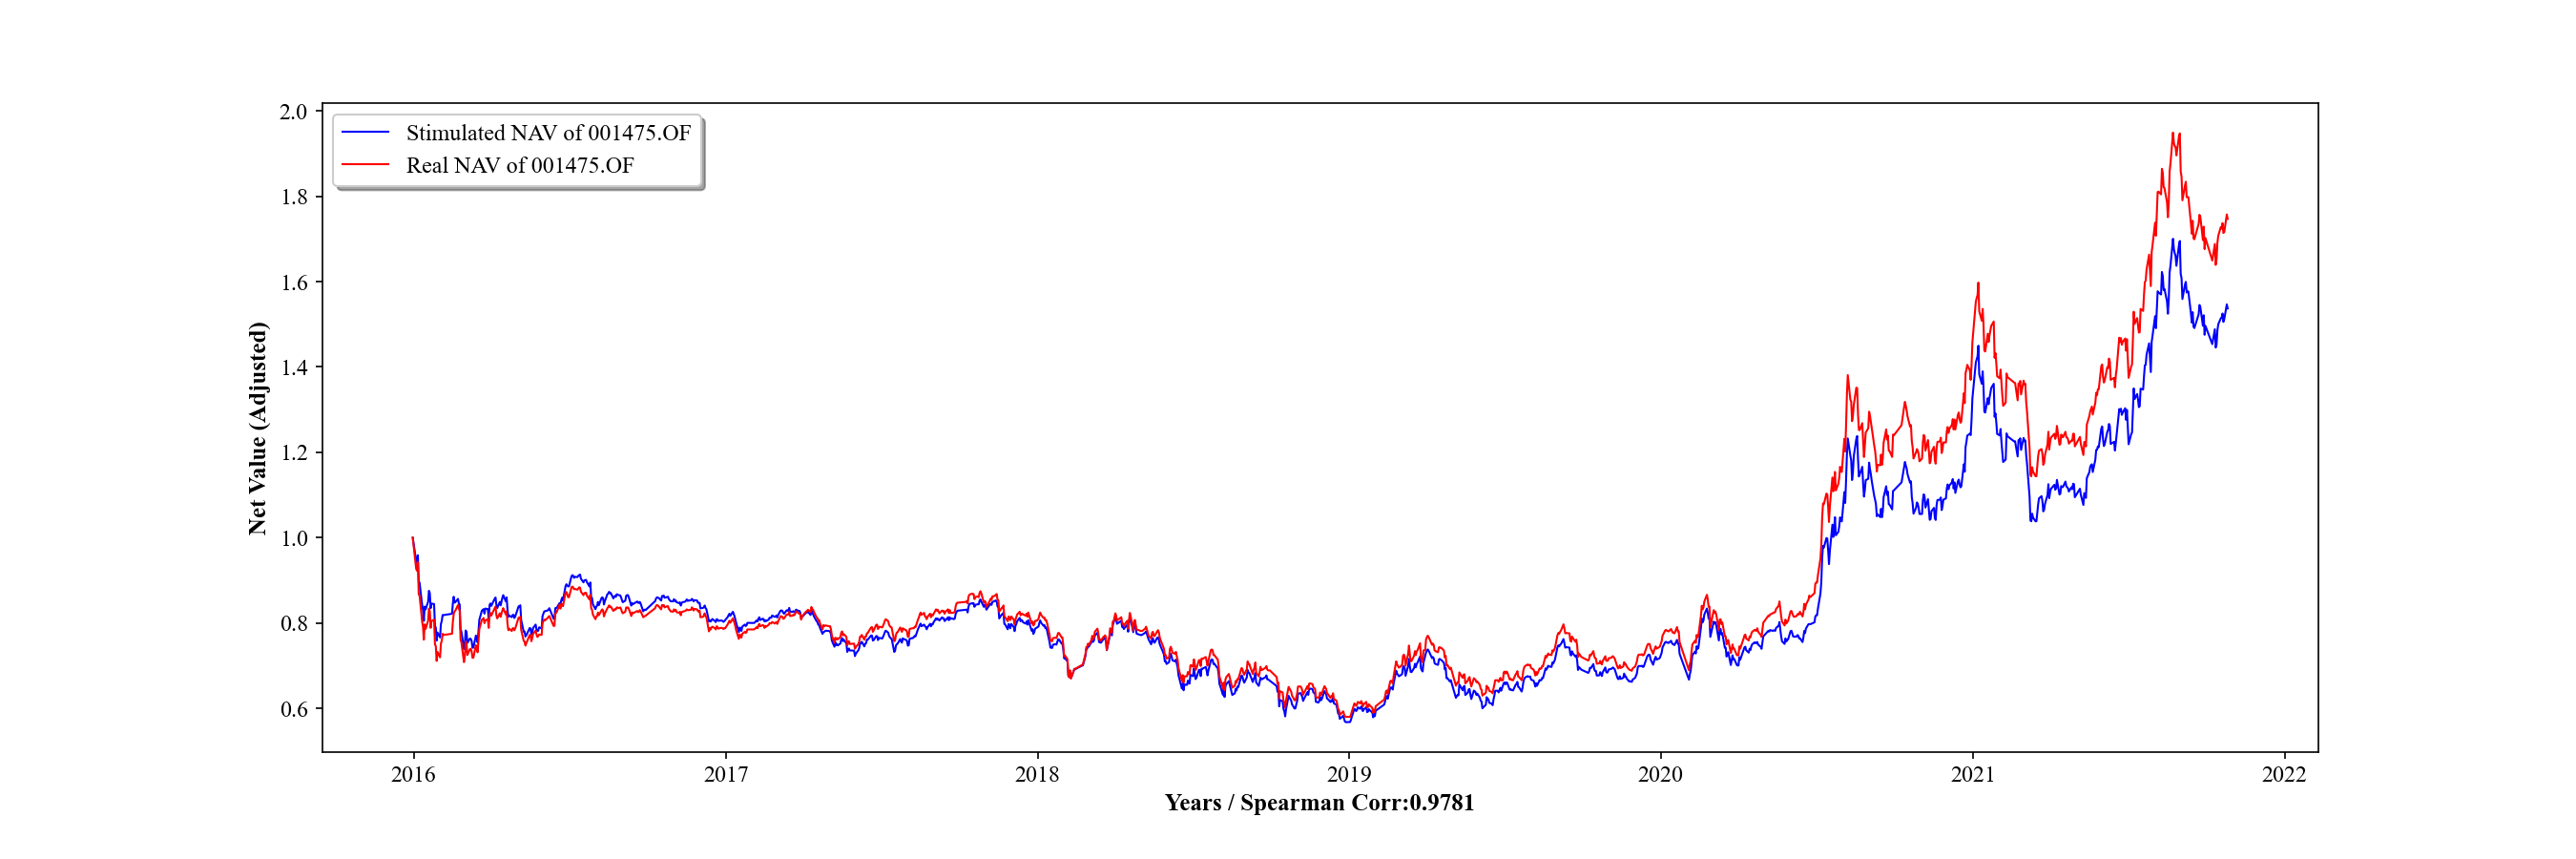 Stimulated NAV of 001475.OF
Real NAV of 001475.OF
Net Value (Adjusted)
2.0
1.8
1.6
1.4
1.2
1.0
0.8
0.6
2016 2017 2018 2019 2020 2021 2022
Years / Spearman Corr:0.9781